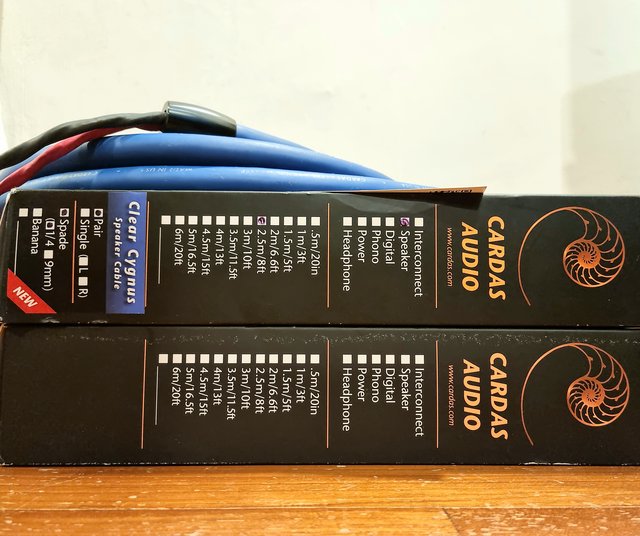 CARDAS
AUDIO
www.cardas.com
Interconnect
Speaker
Digital
Phono
Power
Headphone
.5m/20in
1m/3ft
1.5m/5ft
2m/6.6ft
2.5m/8ft
3m/10ft
3.5m/11.5ft
4m/13ft
4.5m/15ft
5m/16.5ft
6m/20ft
Clear Cygnus
Speaker Cable
Pair
Single (L R)
Spade
(1/4 9mm)
Banana
NEW
CARDAS
AUDIO
www.cardas.com
Interconnect
Speaker
Digital
Phono
Power
Headphone
.5m/20in
1m/3ft
1.5m/5ft
2m/6.6ft
2.5m/8ft
3m/10ft
3.5m/11.5ft
4m/13ft
4.5m/15ft
5m/16.5ft
6m/20ft